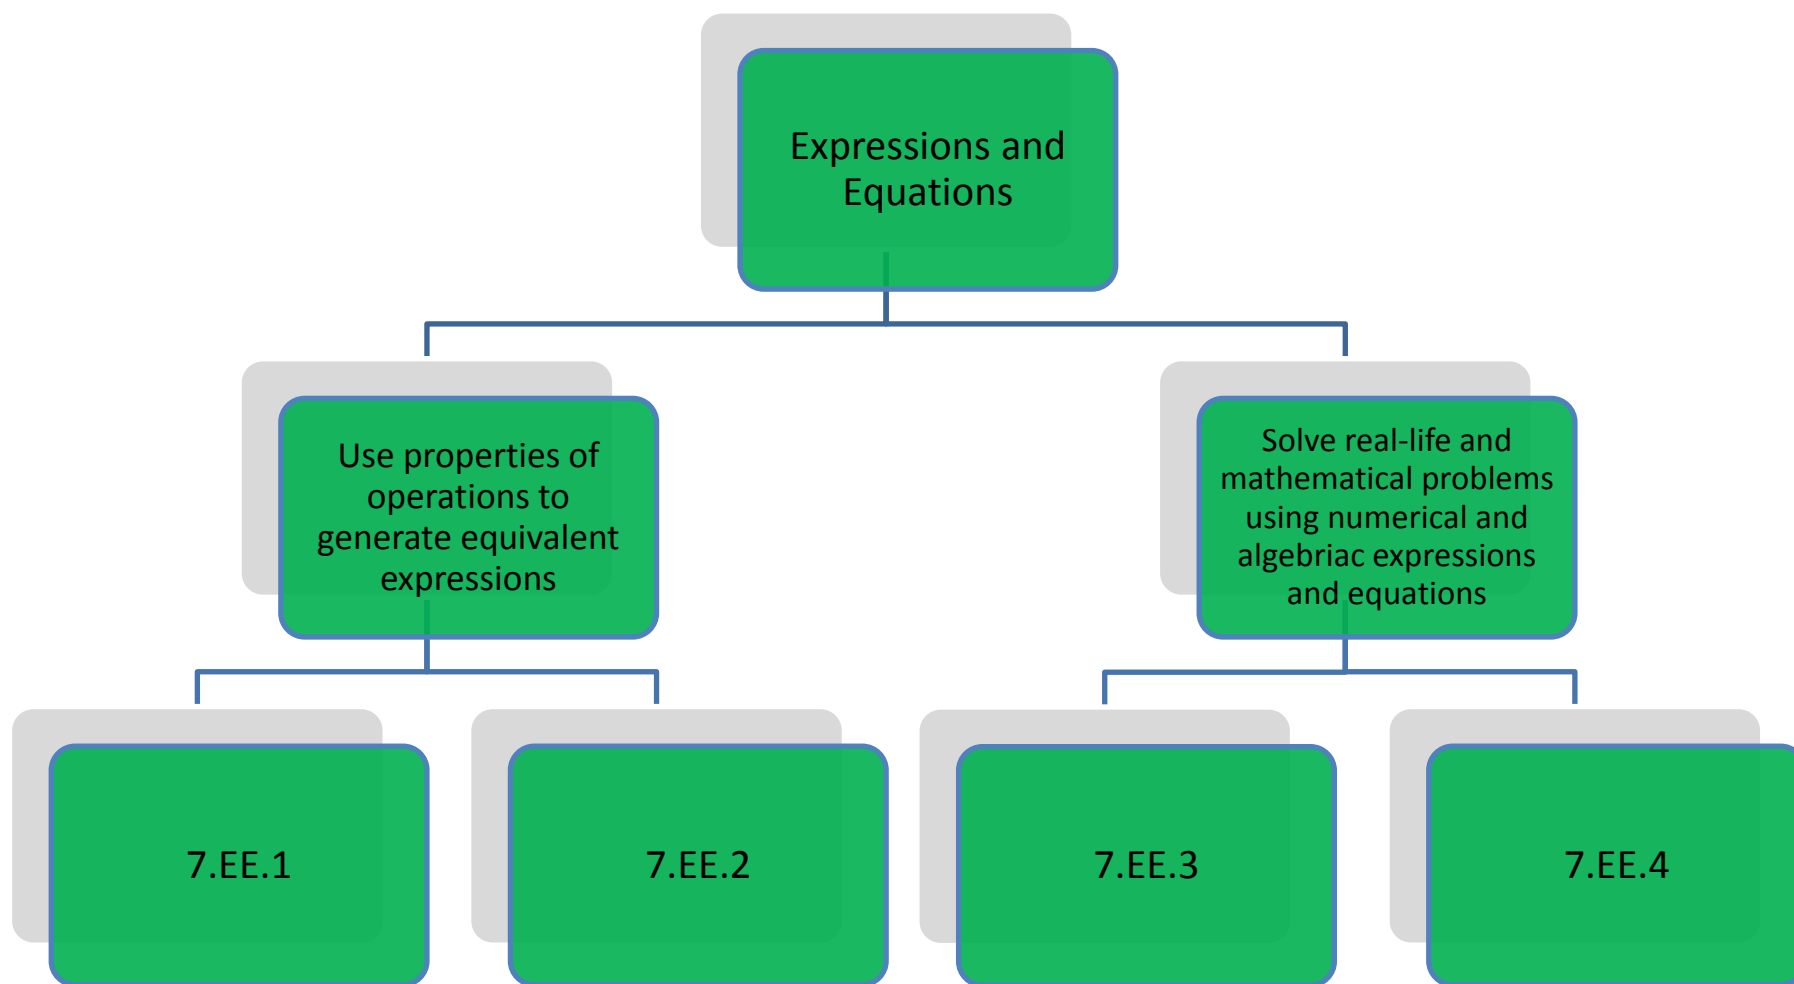 Expressions and
Equations
Use properties of
operations to
generate equivalent
expressions
Solve real-life and
mathematical problems
using numerical and
algebriac expressions
and equations
7.EE.1
7.EE.2
7.EE.3
7.EE.4